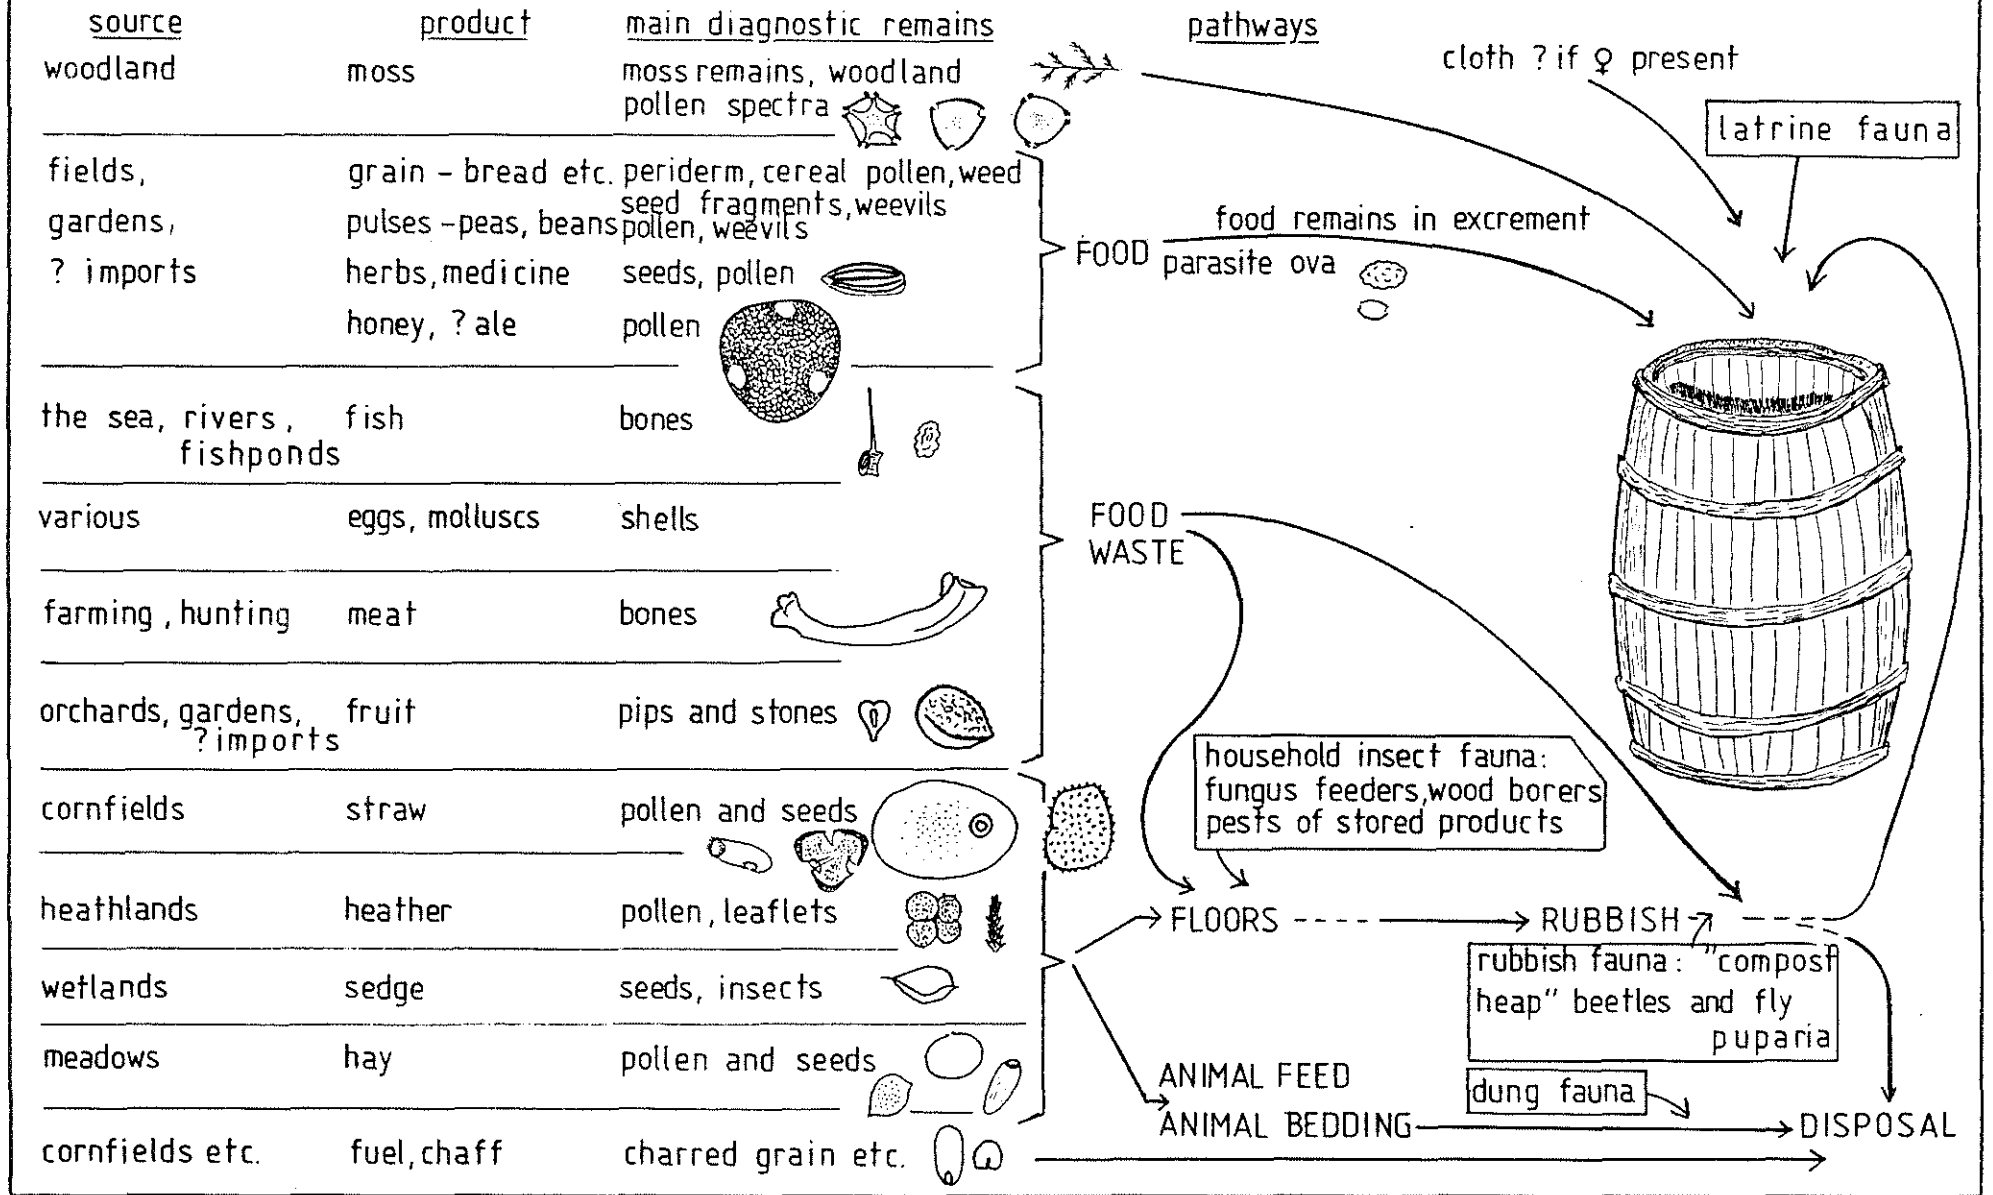 source product main diagnostic remains pathways
woodland moss moss remains, woodland
pollen spectra
cloth ? if ♀ present
latrine fauna
fields, grain – bread etc. periderm, cereal pollen, weed
seed fragments, weevils
gardens, pulses – peas, beans pollen, weevils
? imports herbs, medicine seeds, pollen
honey, ? ale pollen
FOOD
food remains in excrement
parasite ova
the sea, rivers, fish bones
fishponds
various eggs, molluscs shells
FOOD
WASTE
farming, hunting meat bones
orchards, gardens, fruit pips and stones
? imports
household insect fauna:
fungus feeders, wood borers
pests of stored products
cornfields straw pollen and seeds
heathlands heather pollen, leaflets
FLOORS RUBBISH
rubbish fauna: "compost
heap" beetles and fly
puparia
wetlands sedge seeds, insects
meadows hay pollen and seeds
ANIMAL FEED
dung fauna
ANIMAL BEDDING DISPOSAL
cornfields etc. fuel, chaff charred grain etc.